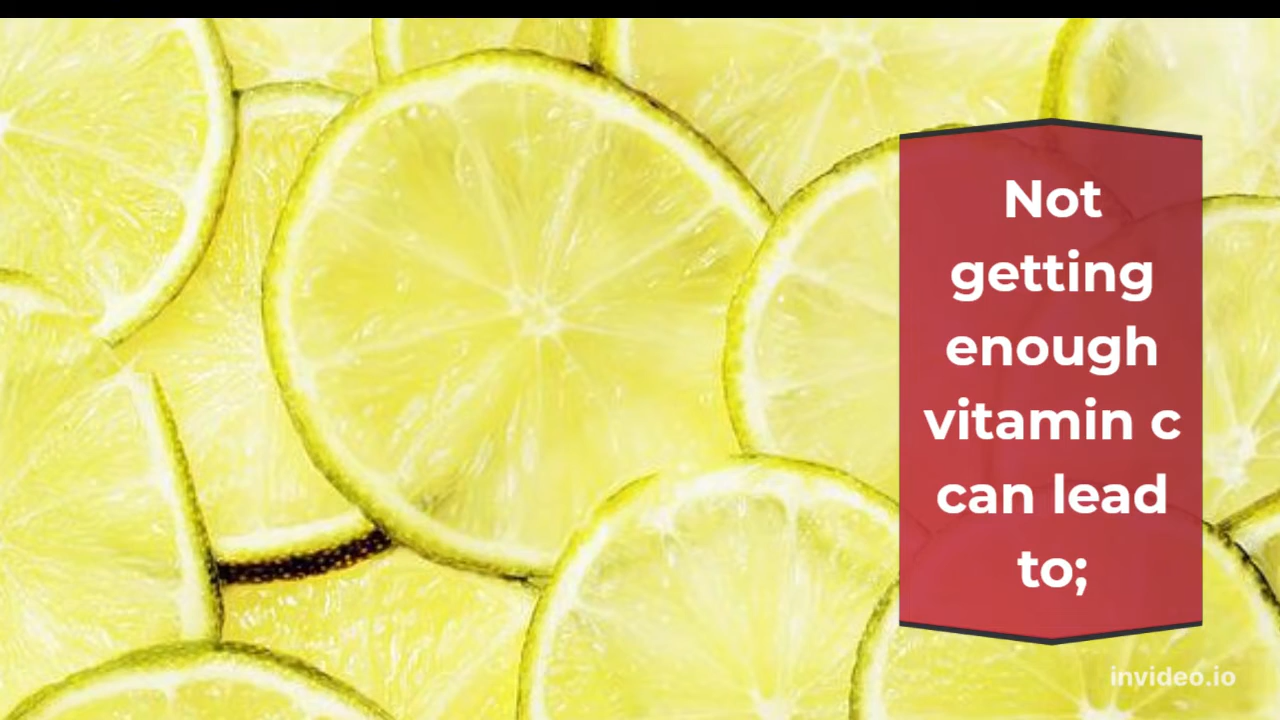 Not
getting
enough
vitamin c
can lead
to;
invideo.io